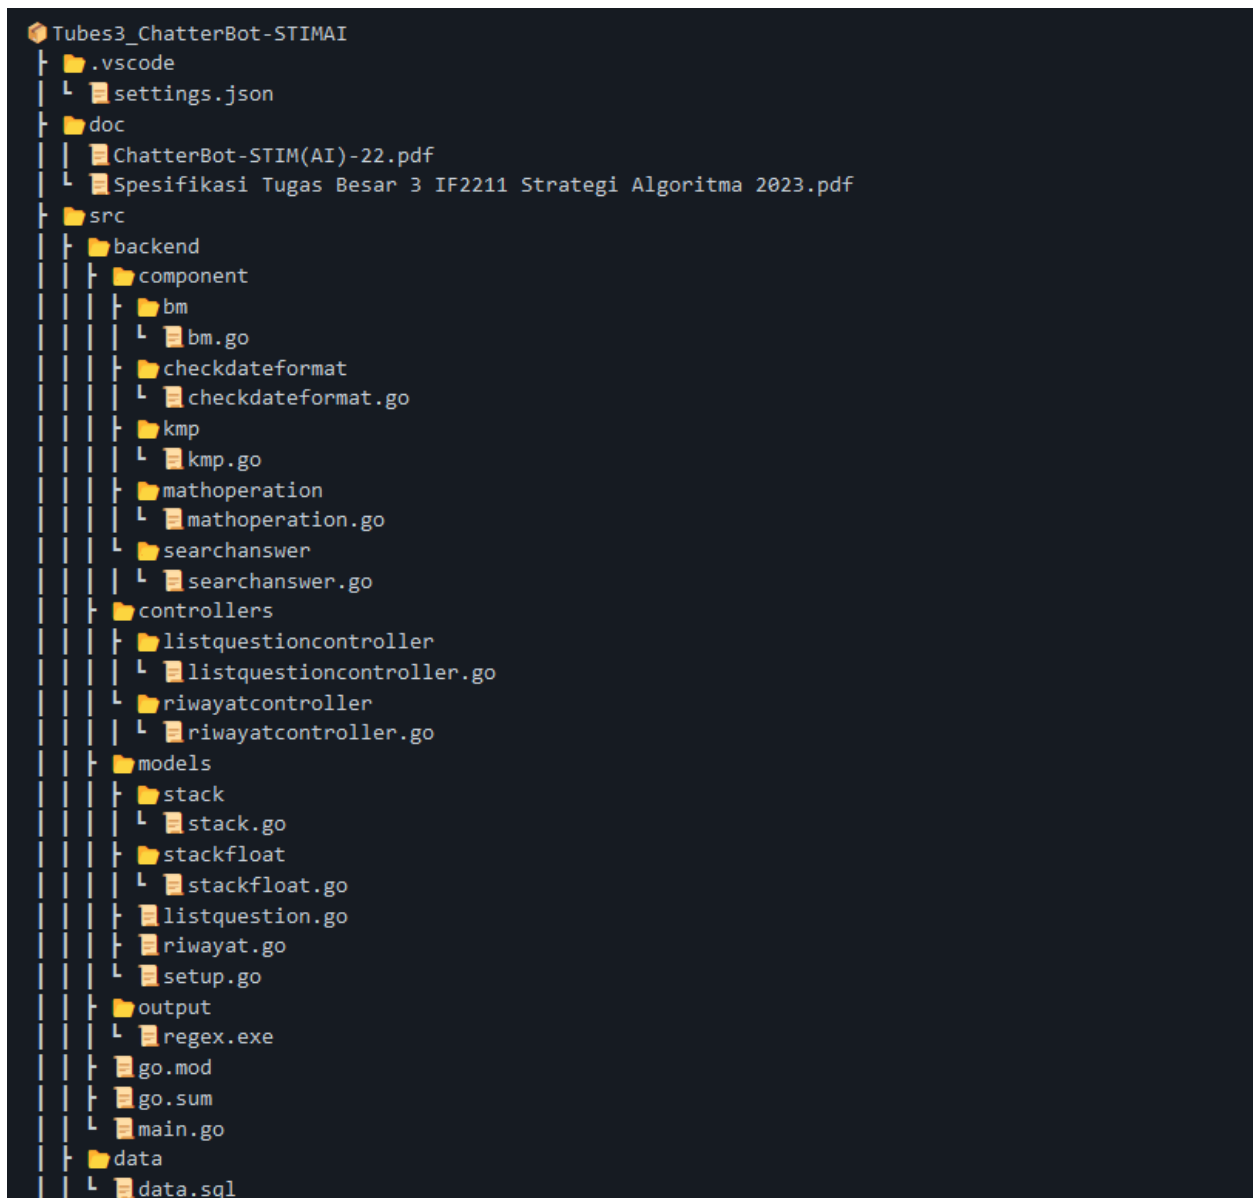 Tubes3_ChatterBot-STIMAI
.vscode
settings.json
doc
ChatterBot-STIM(AI)-22.pdf
Spesifikasi Tugas Besar 3 IF2211 Strategi Algoritma 2023.pdf
src
backend
component
bm
bm.go
checkdateformat
checkdateformat.go
kmp
kmp.go
mathoperation
mathoperation.go
searchanswer
searchanswer.go
controllers
listquestioncontroller
listquestioncontroller.go
riwayatcontroller
riwayatcontroller.go
models
stack
stack.go
stackfloat
stackfloat.go
listquestion.go
riwayat.go
setup.go
output
regex.exe
go.mod
go.sum
main.go
data
data.sql